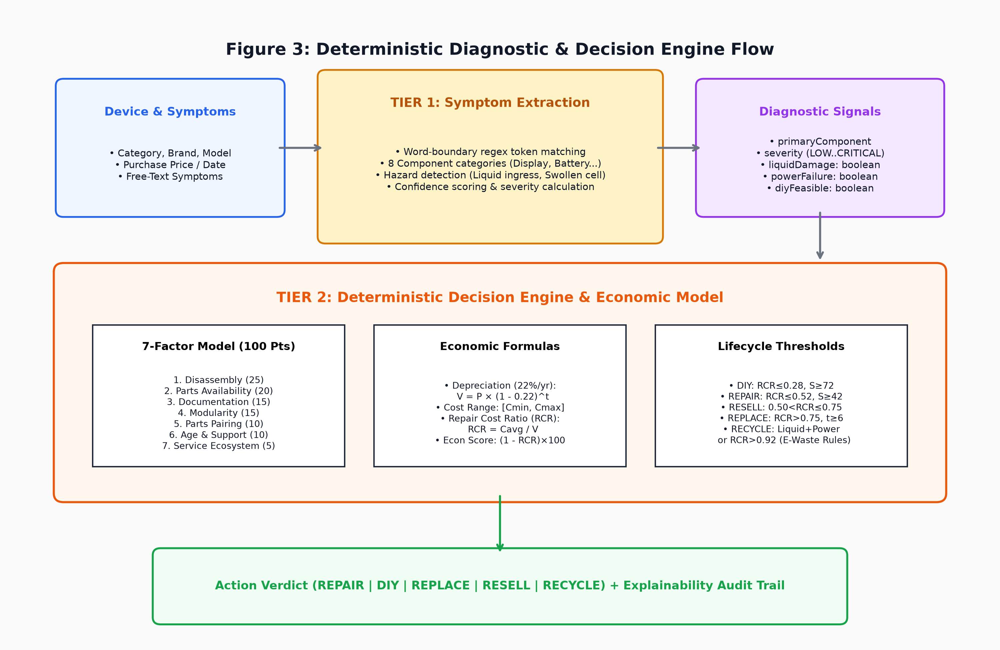 Figure 3: Deterministic Diagnostic & Decision Engine Flow
Device & Symptoms
• Category, Brand, Model
• Purchase Price / Date
• Free-Text Symptoms
TIER 1: Symptom Extraction
• Word-boundary regex token matching
• 8 Component categories (Display, Battery...)
• Hazard detection (Liquid ingress, Swollen cell)
• Confidence scoring & severity calculation
Diagnostic Signals
• primaryComponent
• severity (LOW..CRITICAL)
• liquidDamage: boolean
• powerFailure: boolean
• diyFeasible: boolean
TIER 2: Deterministic Decision Engine & Economic Model
7-Factor Model (100 Pts)
1. Disassembly (25)
2. Parts Availability (20)
3. Documentation (15)
4. Modularity (15)
5. Parts Pairing (10)
6. Age & Support (10)
7. Service Ecosystem (5)
Economic Formulas
• Depreciation (22%/yr):
V = P × (1 - 0.22)^t
• Cost Range: [Cmin, Cmax]
• Repair Cost Ratio (RCR):
RCR = Cavg / V
• Econ Score: (1 - RCR)×100
Lifecycle Thresholds
• DIY: RCR≤0.28, S≥72
• REPAIR: RCR≤0.52, S≥42
• RESELL: 0.50<RCR≤0.75
• REPLACE: RCR>0.75, t≥6
• RECYCLE: Liquid+Power
or RCR>0.92 (E-Waste Rules)
Action Verdict (REPAIR | DIY | REPLACE | RESELL | RECYCLE) + Explainability Audit Trail